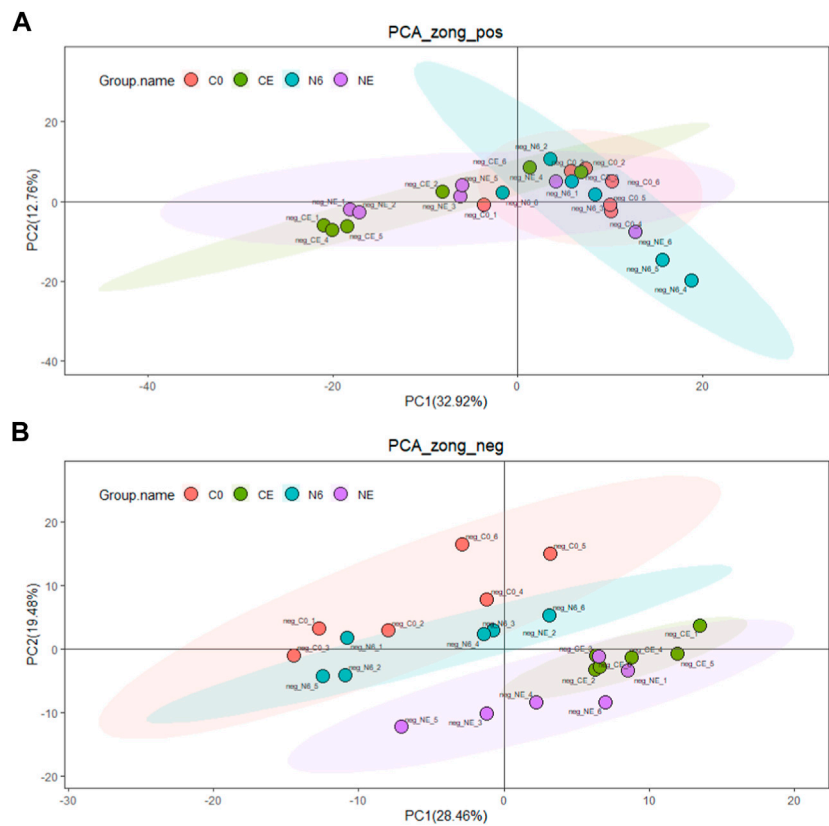 A
PCA_zong_pos
Group.name C0 CE N6 NE
PC2(12.76%)
20
0
-20
-40
neg_N6_2
neg_CE_6
neg_C0_2
neg_CE_2
neg_NE_5
neg_NE_4
neg_C0_6
neg_NE_1
neg_NE_2
neg_NE_3
neg_N6_1
neg_C0_5
neg_N6_6
neg_N6_3
neg_CE_1
neg_C0_1
neg_C0_4
neg_CE_4
neg_CE_5
neg_NE_6
neg_N6_5
neg_N6_4
-40
-20
0
20
PC1(32.92%)
B
PCA_zong_neg
Group.name C0 CE N6 NE
PC2(19.48%)
20
10
0
-10
-20
neg_C0_6
neg_C0_5
neg_C0_4
neg_N6_6
neg_C0_1
neg_C0_2
neg_N6_3
neg_NE_2
neg_CE_1
neg_N6_1
neg_N6_4
neg_C0_3
neg_CE_3
neg_CE_4
neg_N6_2
neg_CE_5
neg_N6_5
neg_CE_2
neg_NE_1
neg_NE_4
neg_NE_5
neg_NE_3
neg_NE_6
-30
-20
-10
0
10
20
PC1(28.46%)